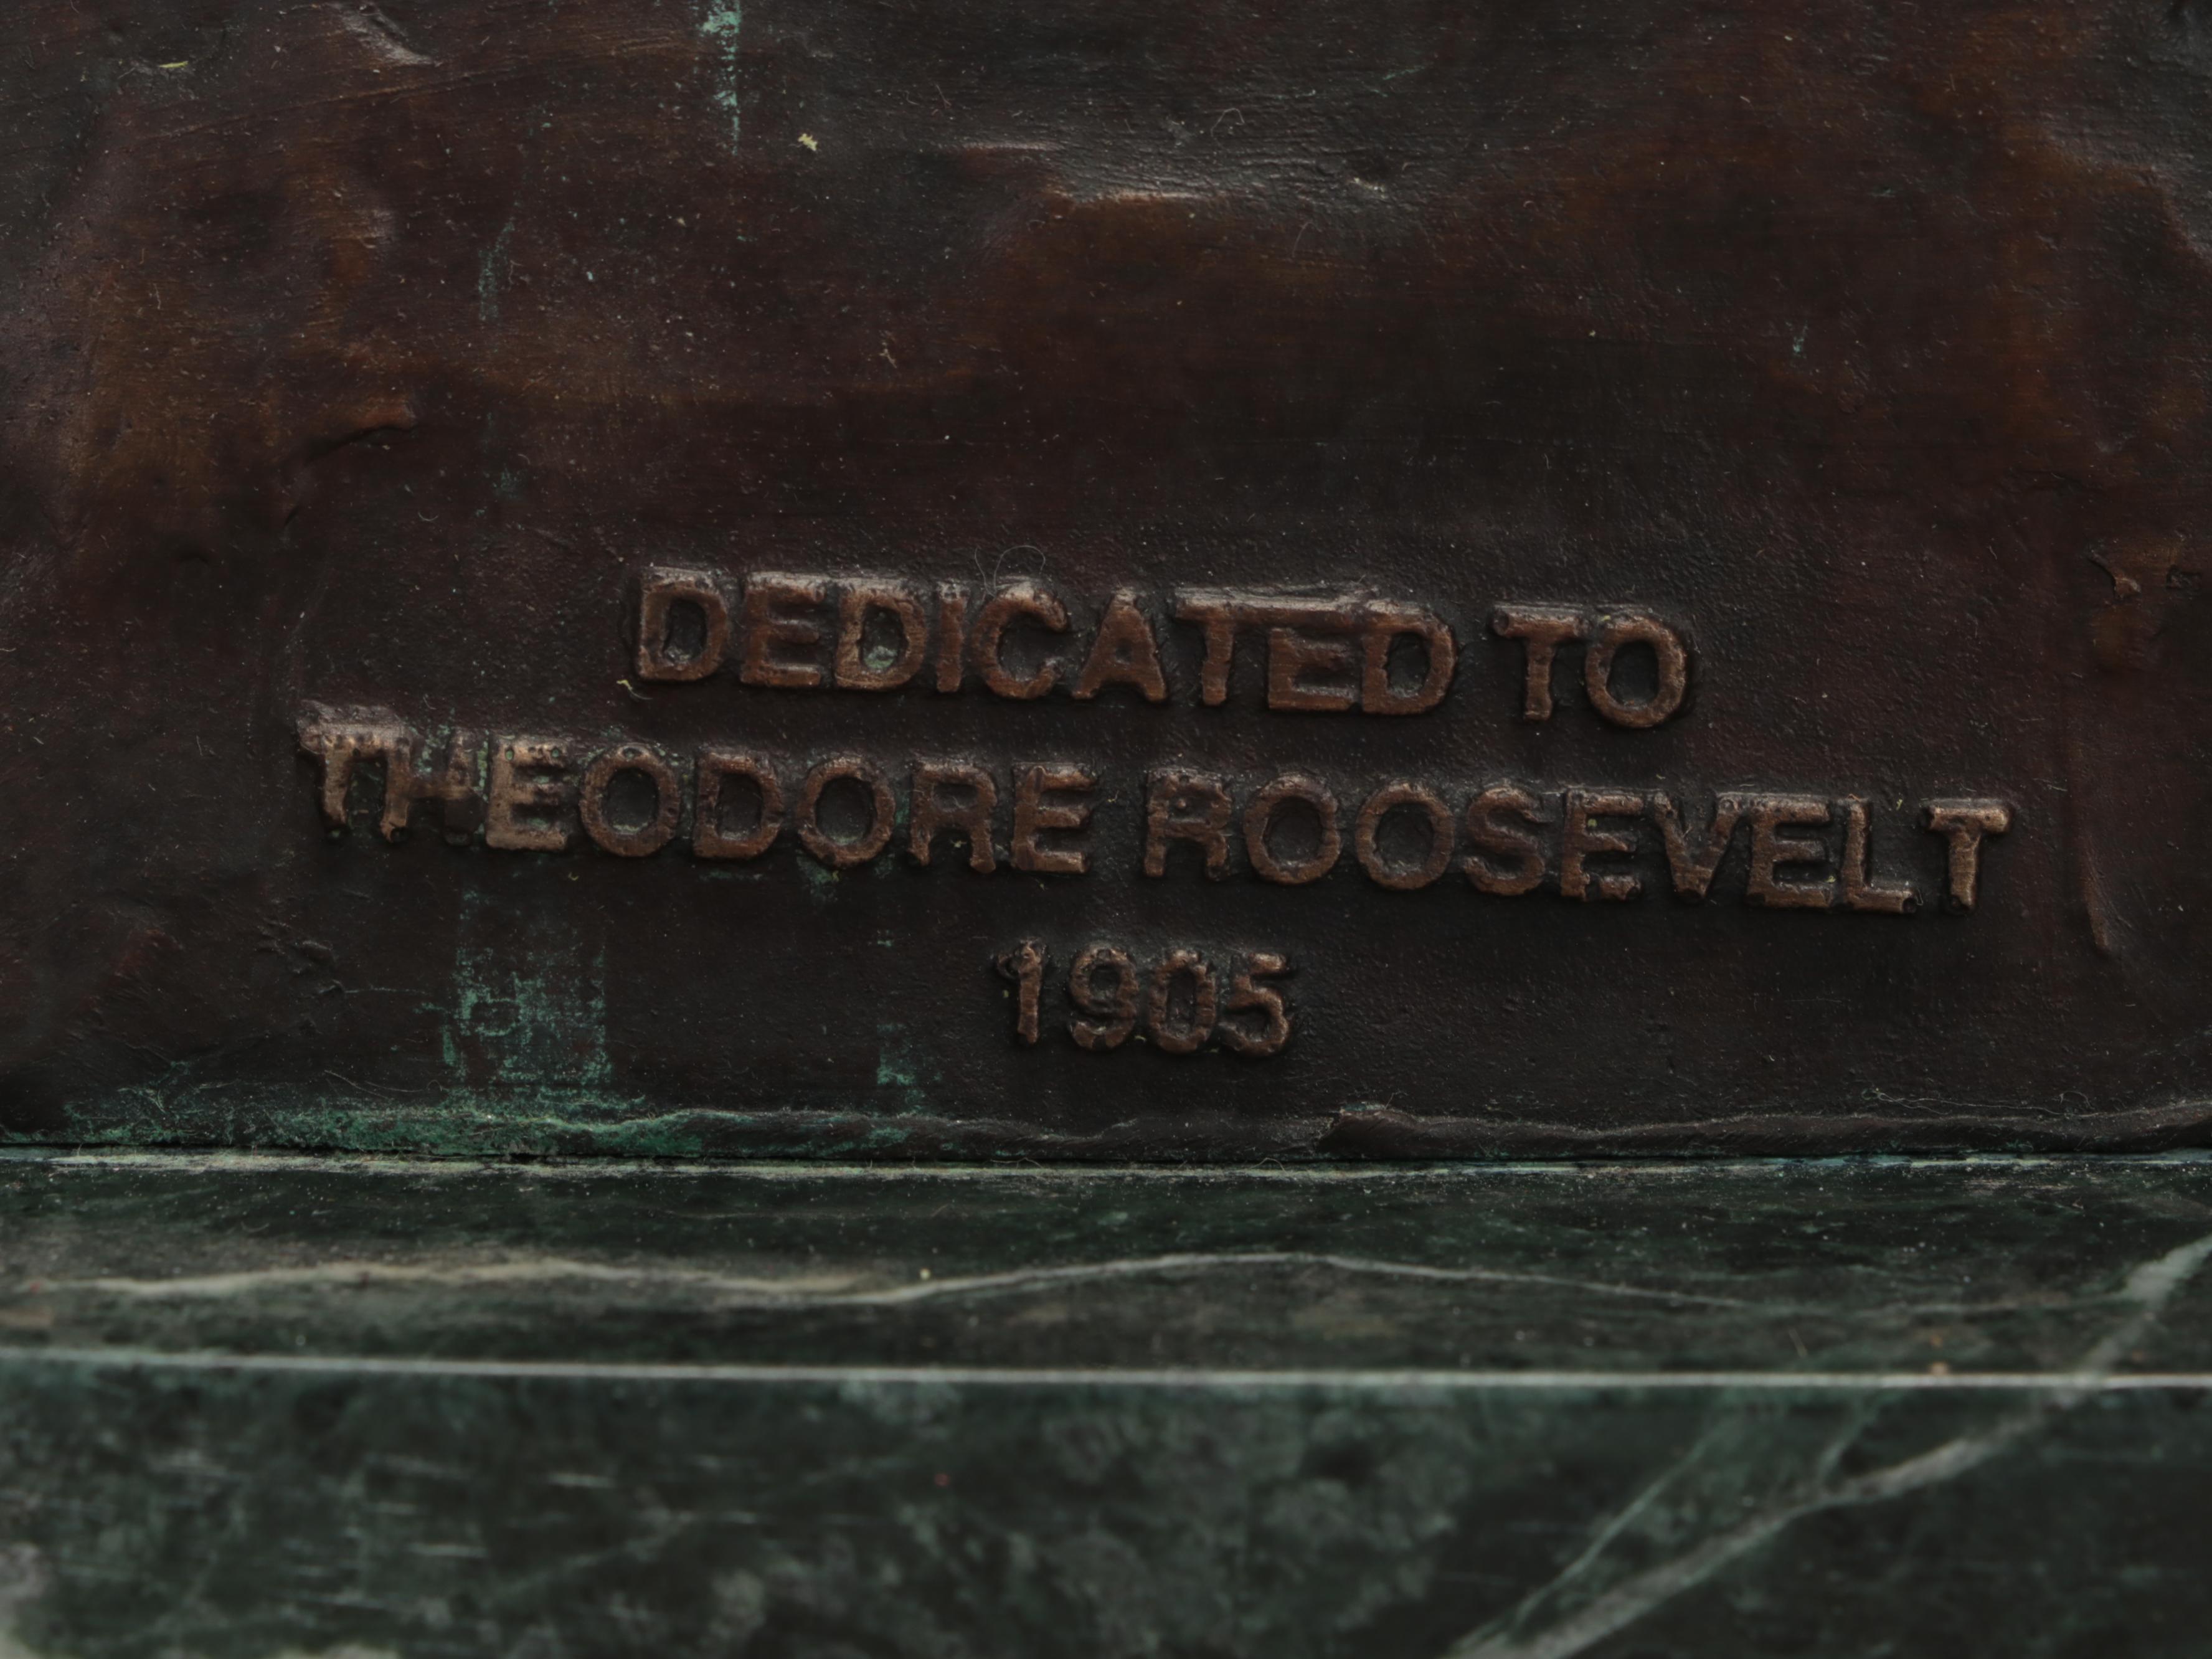 DEDICATED TO
THEODORE ROOSEVELT
1905